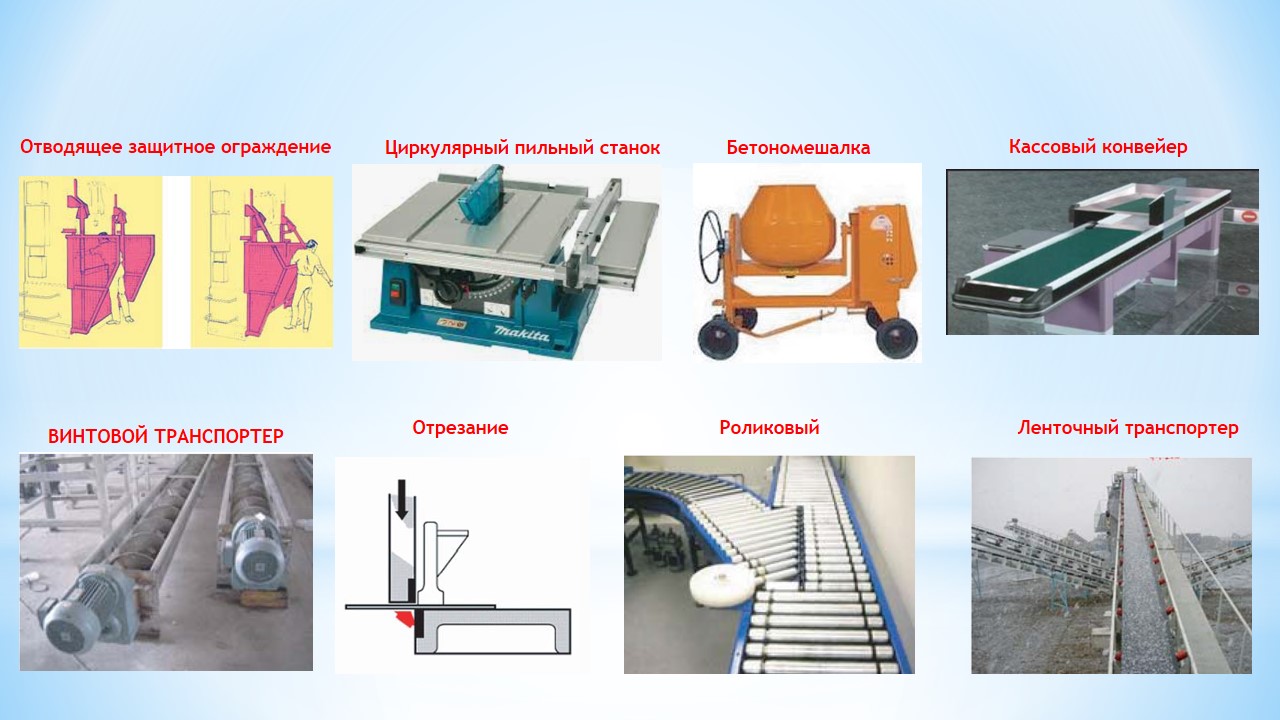 Отводящее защитное ограждение
Циркулярный пильный станок
Бетономешалка
Кассовый конвейер
makita
ВИНТОВОЙ ТРАНСПОРТЕР
Отрезание
Роликовый
Ленточный транспортер